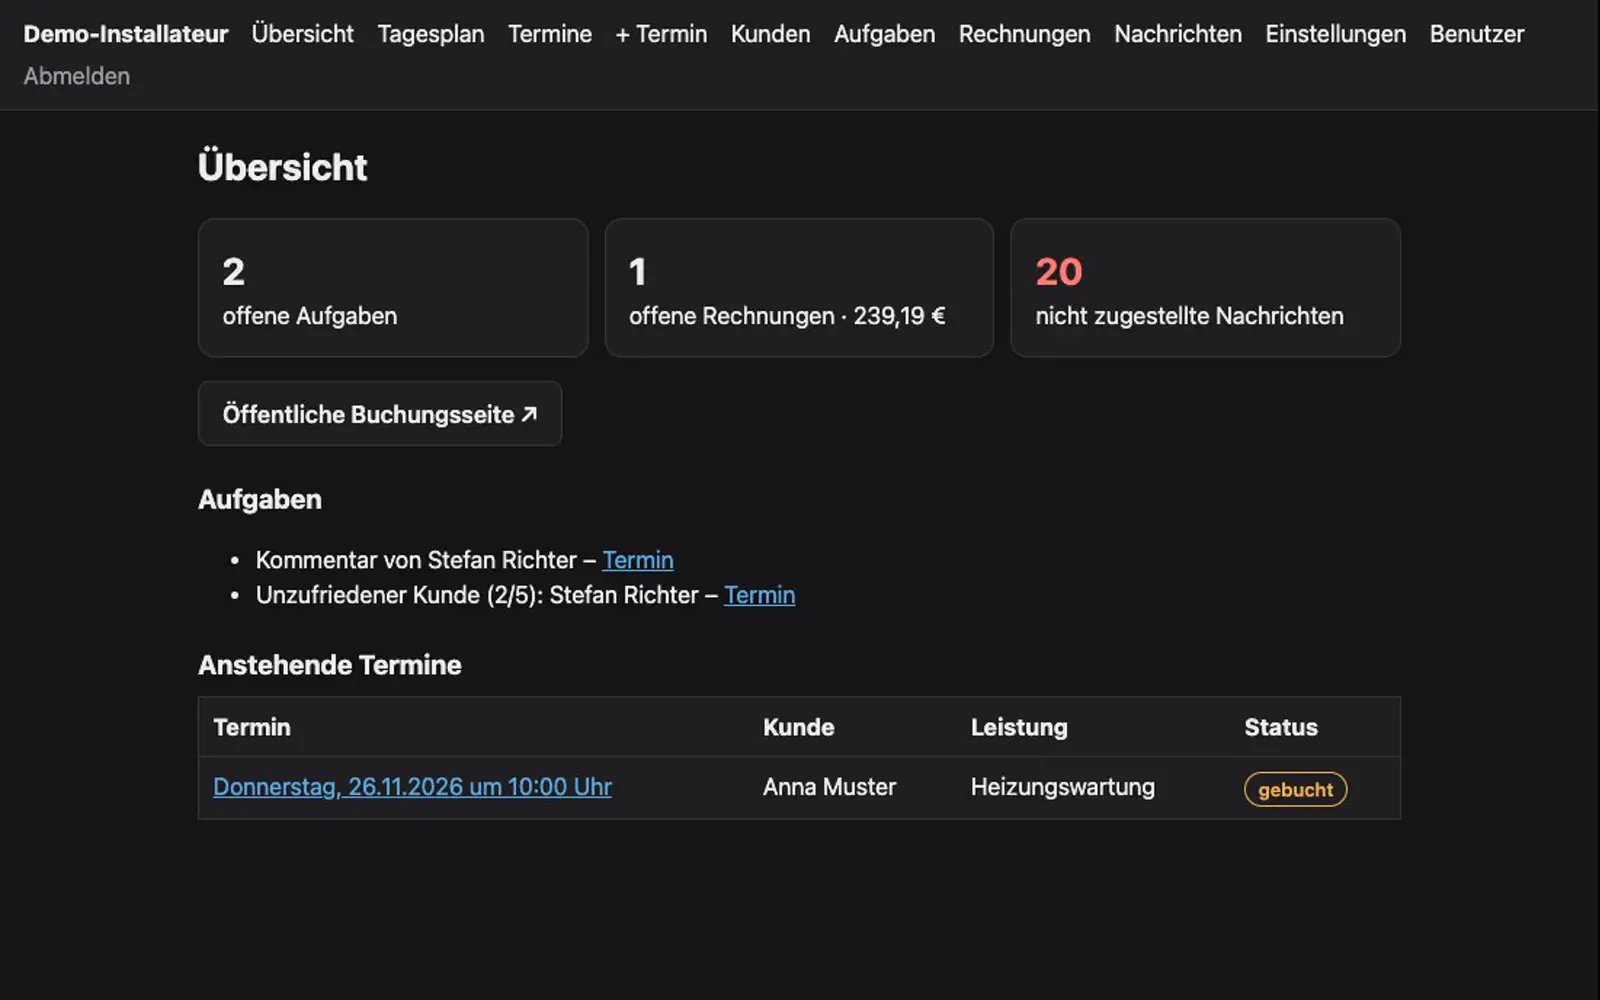 Demo-Installateur Übersicht Tagesplan Termine + Termin Kunden Aufgaben Rechnungen Nachrichten Einstellungen Benutzer
Abmelden
Übersicht
2
offene Aufgaben
1
offene Rechnungen · 239,19 €
20
nicht zugestellte Nachrichten
Öffentliche Buchungsseite ↗
Aufgaben
• Kommentar von Stefan Richter – Termin
• Unzufriedener Kunde (2/5): Stefan Richter – Termin
Anstehende Termine
Termin Kunde Leistung Status
Donnerstag, 26.11.2026 um 10:00 Uhr Anna Muster Heizungswartung gebucht